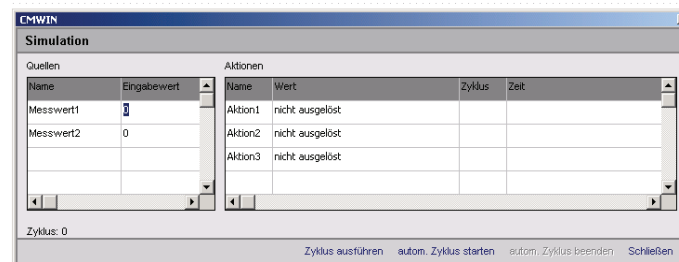 CMWIN
Simulation
Quellen
Aktionen
Name Eingabewert
Name Wert Zyklus Zeit
Messwert1 0
Aktion1 nicht ausgelöst
Messwert2 0
Aktion2 nicht ausgelöst
Aktion3 nicht ausgelöst
Zyklus: 0
Zyklus ausführen autom. Zyklus starten autom. Zyklus beenden Schließen